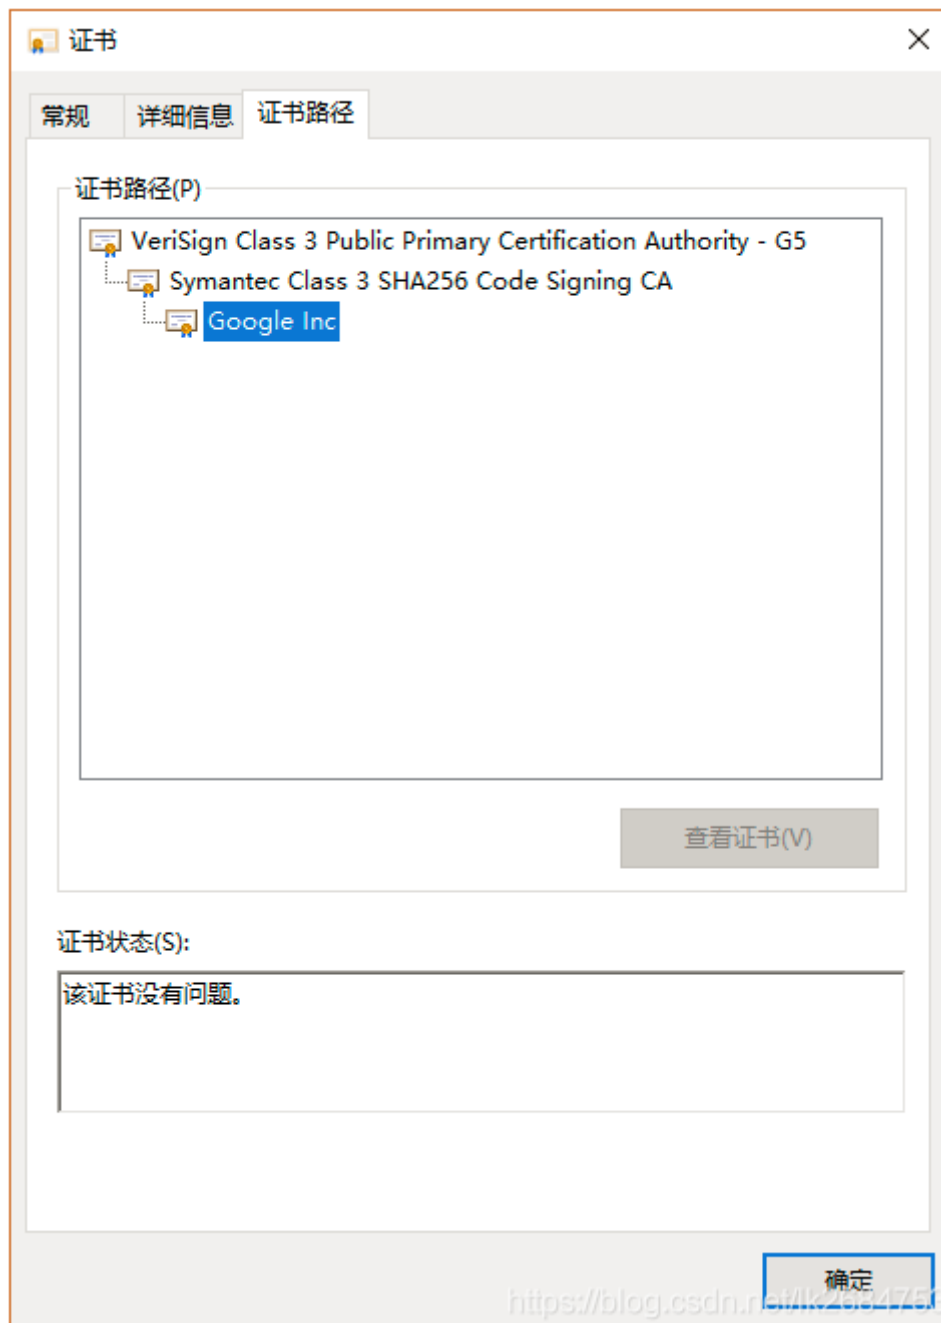 证书
常规 详细信息 证书路径
证书路径(P)
VeriSign Class 3 Public Primary Certification Authority - G5
Symantec Class 3 SHA256 Code Signing CA
Google Inc
查看证书(V)
证书状态(S):
该证书没有问题。
确定
https://blog.csdn.net/lk2684753